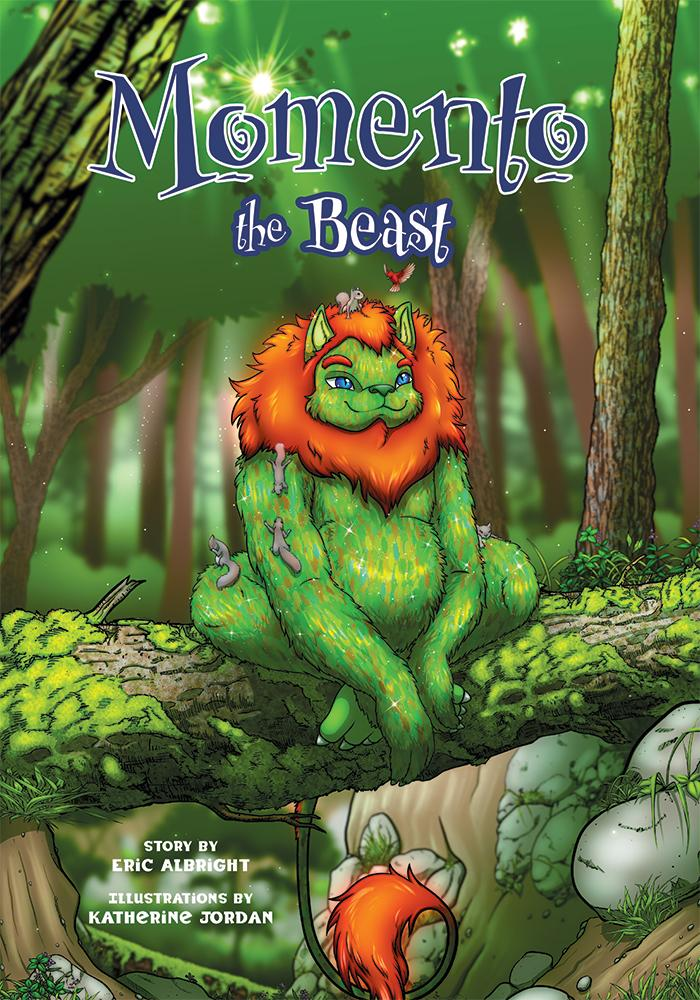 Momento
the Beast
STORY BY
ERIC ALBRIGHT
ILLUSTRATIONS BY
KATHERINE JORDAN